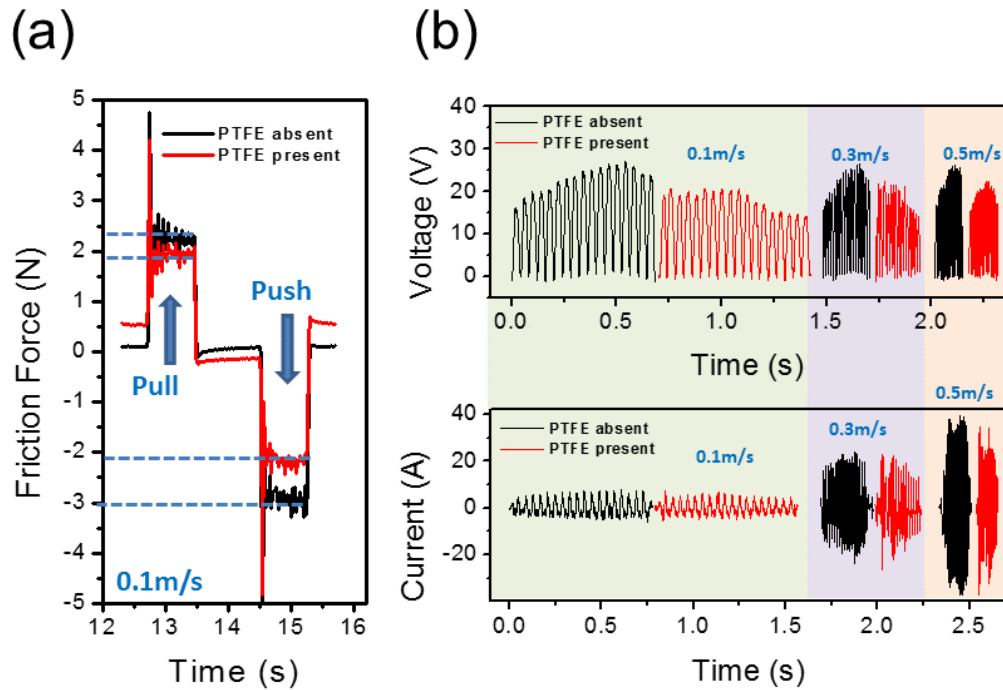 (a)
(b)
5
4
3
2
1
0
-1
-2
-3
-4
-5
Friction Force (N)
PTFE absent
PTFE present
Pull
Push
0.1m/s
12
13
14
15
16
Time (s)
40
30
20
10
0
Voltage (V)
PTFE absent
PTFE present
0.1m/s
0.3m/s
0.5m/s
0.0
0.5
1.0
1.5
2.0
Time (s)
40
20
0
-20
Current (A)
PTFE absent
PTFE present
0.1m/s
0.3m/s
0.5m/s
0.0
0.5
1.0
1.5
2.0
2.5
Time (s)